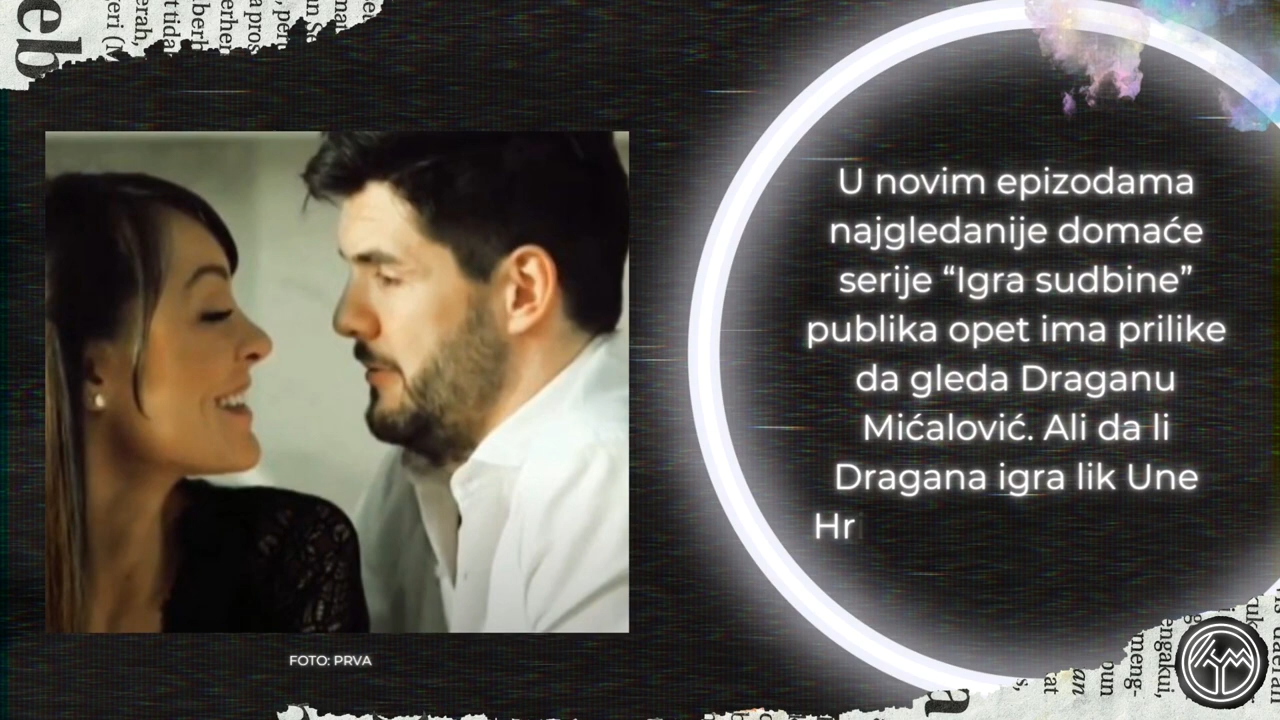 U novim epizodama
najgledanije domaće
serije “Igra sudbine”
publika opet ima prilike
da gleda Draganu
Mićalović. Ali da li
Dragana igra lik Une
Hr
FOTO: PRVA